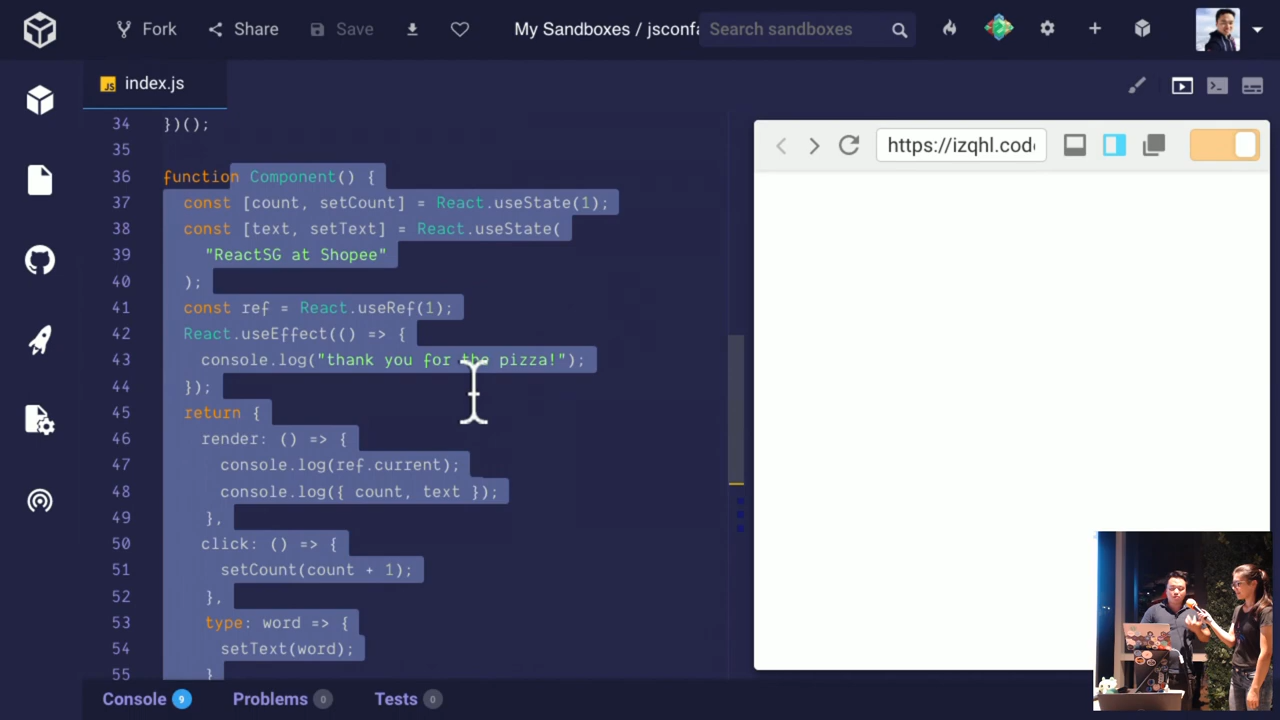 Fork
Share
Save
My Sandboxes / jsconfa
Search sandboxes
JS index.js
34 })();
35
36 function Component() {
37 const [count, setCount] = React.useState(1);
38 const [text, setText] = React.useState(
39 "ReactSG at Shopee"
40 );
41 const ref = React.useRef(1);
42 React.useEffect(() => {
43 console.log("thank you for the pizza!");
44 });
45 return {
46 render: () => {
47 console.log(ref.current);
48 console.log({ count, text });
49 },
50 click: () => {
51 setCount(count + 1);
52 },
53 type: word => {
54 setText(word);
55 }
https://izqhl.cod
Console 9 Problems 0 Tests 0